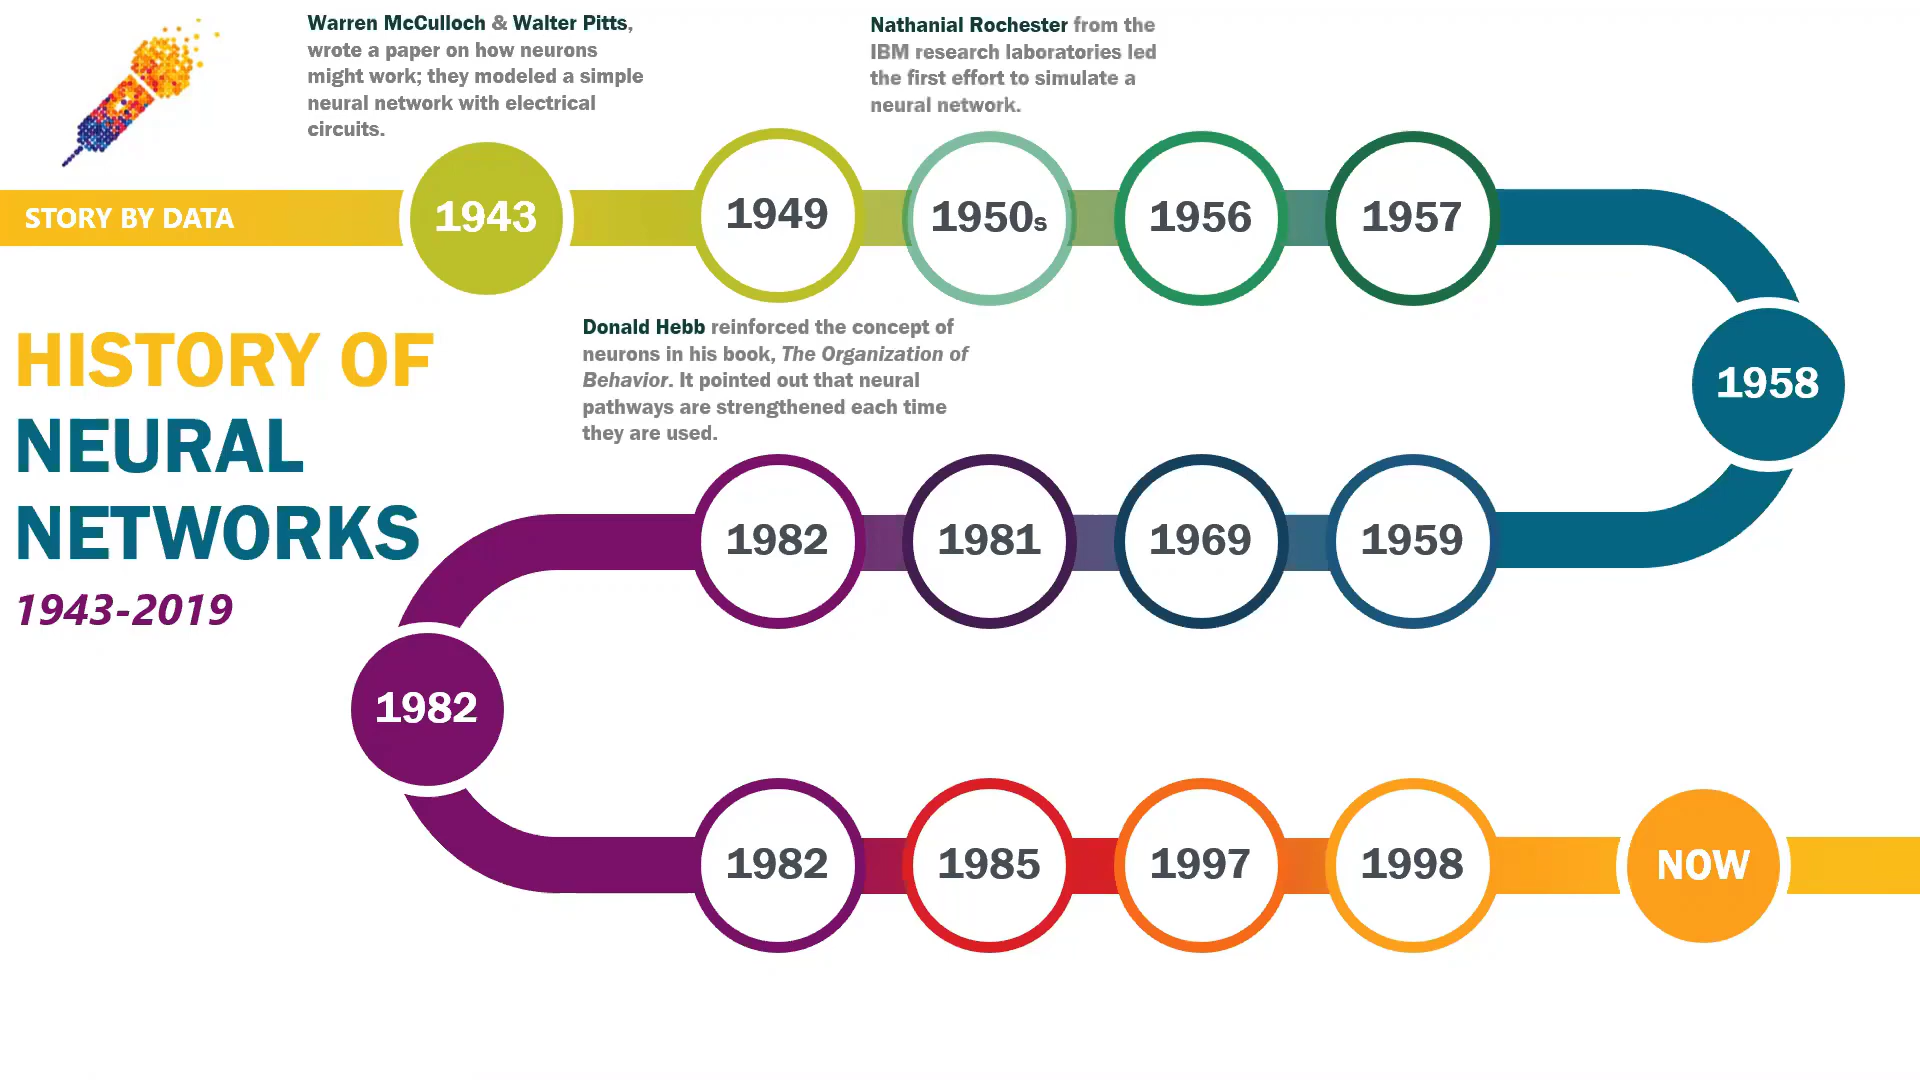 Warren McCulloch & Walter Pitts,
wrote a paper on how neurons
might work; they modeled a simple
neural network with electrical
circuits.
Nathanial Rochester from the
IBM research laboratories led
the first effort to simulate a
neural network.
STORY BY DATA
1943
1949
1950s
1956
1957
HISTORY OF
NEURAL
NETWORKS
1943-2019
Donald Hebb reinforced the concept of
neurons in his book, The Organization of
Behavior. It pointed out that neural
pathways are strengthened each time
they are used.
1958
1982
1981
1969
1959
1982
1982
1985
1997
1998
NOW